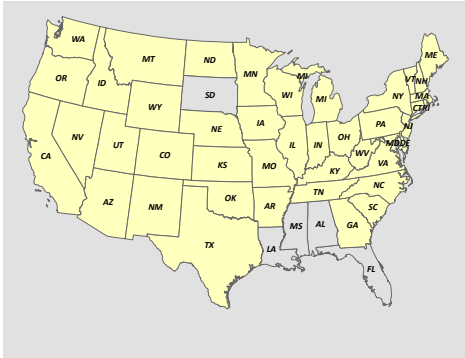 WA
MT
ND
MN
ME
VT
NH
OR
ID
SD
WI
MI
MI
NY
MA
CT
RI
WY
NE
IA
PA
NJ
NV
UT
CO
KS
MO
IL
IN
OH
WV
MD
DE
VA
CA
KY
AZ
NM
OK
AR
TN
NC
SC
TX
LA
MS
AL
GA
FL